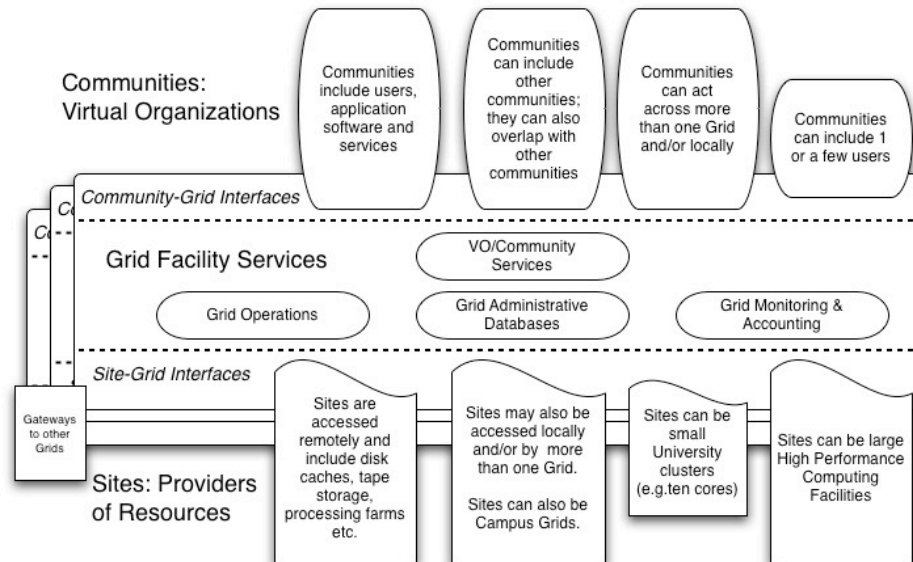 Communities:
Virtual Organizations
Communities
include users,
application
software and
services
Communities
can include
other
communities;
they can also
overlap with
other
communities
Communities
can act
across more
than one Grid
and/or locally
Communities
can include 1
or a few users
Community-Grid Interfaces
Grid Facility Services
VO/Community
Services
Grid Operations
Grid Administrative
Databases
Grid Monitoring &
Accounting
Site-Grid Interfaces
Gateways
to other
Grids
Sites: Providers
of Resources
Sites are
accessed
remotely and
include disk
caches, tape
storage,
processing farms
etc.
Sites may also be
accessed locally
and/or by more
than one Grid.
Sites can also be
Campus Grids.
Sites can be
small
University
clusters
(e.g.ten cores)
Sites can be large
High Performance
Computing
Facilities